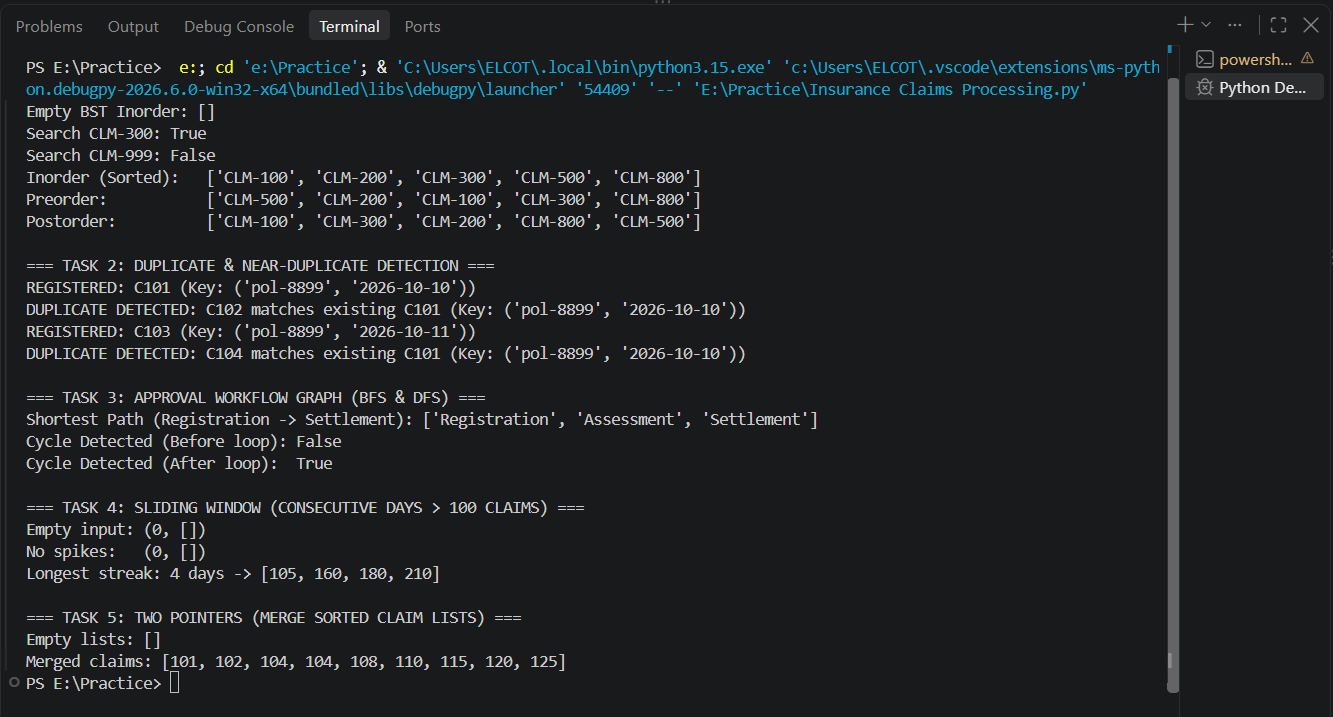 Problems Output Debug Console Terminal Ports
PS E:\Practice>  e:; cd 'e:\Practice'; & 'C:\Users\ELCOT\.local\bin\python3.15.exe' 'c:\Users\ELCOT\.vscode\extensions\ms-pyth
on.debugpy-2026.6.0-win32-x64\bundled\libs\debugpy\launcher' '54409' '--' 'E:\Practice\Insurance Claims Processing.py'
Empty BST Inorder: []
Search CLM-300: True
Search CLM-999: False
Inorder (Sorted):   ['CLM-100', 'CLM-200', 'CLM-300', 'CLM-500', 'CLM-800']
Preorder:           ['CLM-500', 'CLM-200', 'CLM-100', 'CLM-300', 'CLM-800']
Postorder:          ['CLM-100', 'CLM-300', 'CLM-200', 'CLM-800', 'CLM-500']
=== TASK 2: DUPLICATE & NEAR-DUPLICATE DETECTION ===
REGISTERED: C101 (Key: ('pol-8899', '2026-10-10'))
DUPLICATE DETECTED: C102 matches existing C101 (Key: ('pol-8899', '2026-10-10'))
REGISTERED: C103 (Key: ('pol-8899', '2026-10-11'))
DUPLICATE DETECTED: C104 matches existing C101 (Key: ('pol-8899', '2026-10-10'))
=== TASK 3: APPROVAL WORKFLOW GRAPH (BFS & DFS) ===
Shortest Path (Registration -> Settlement): ['Registration', 'Assessment', 'Settlement']
Cycle Detected (Before loop): False
Cycle Detected (After loop):  True
=== TASK 4: SLIDING WINDOW (CONSECUTIVE DAYS > 100 CLAIMS) ===
Empty input: (0, [])
No spikes:   (0, [])
Longest streak: 4 days -> [105, 160, 180, 210]
=== TASK 5: TWO POINTERS (MERGE SORTED CLAIM LISTS) ===
Empty lists: []
Merged claims: [101, 102, 104, 104, 108, 110, 115, 120, 125]
PS E:\Practice>
powersh...
Python De...